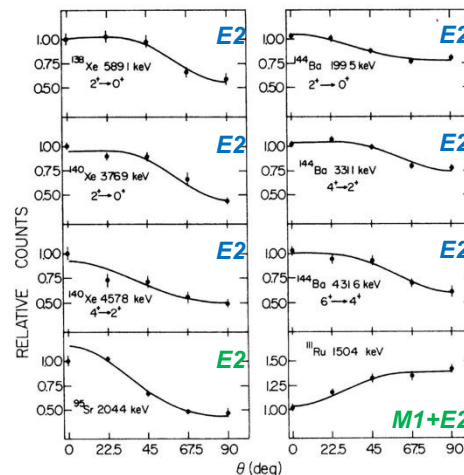 RELATIVE COUNTS
1.00
0.75
0.50
E2
¹³⁸Xe 589.1 keV
2⁺→0⁺
1.00
0.75
0.50
E2
¹⁴⁰Xe 376.9 keV
2⁺→0⁺
1.00
0.75
0.50
E2
¹⁴⁰Xe 457.8 keV
4⁺→2⁺
1.00
0.75
0.50
E2
⁹⁵Sr 204.4 keV
0 22.5 45 67.5 90
1.00
0.75
0.50
E2
¹⁴⁴Ba 199.5 keV
2⁺→0⁺
1.00
0.75
0.50
E2
¹⁴⁴Ba 331.1 keV
4⁺→2⁺
1.00
0.75
0.50
E2
¹⁴⁴Ba 431.6 keV
6⁺→4⁺
1.50
1.25
1.00
¹¹¹Ru 150.4 keV
M1+E2
0 22.5 45 67.5 90
θ (deg)